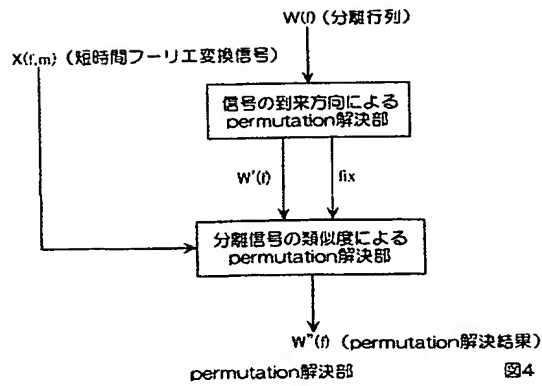 W(f) (分離行列)
X(f,m) (短時間フーリエ変換信号)
信号の到来方向による
permutation解決部
W'(f)
fix
分離信号の類似度による
permutation解決部
W"(f) (permutation解決結果)
permutation解決部
図4